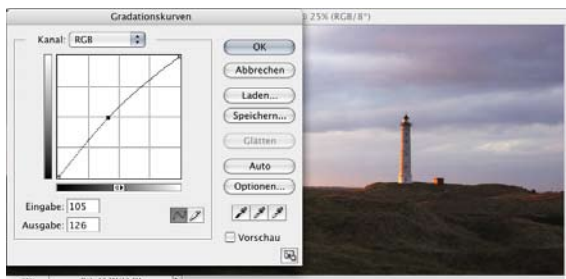 Gradationskurven
25% (RGB/8*)
Kanal: RGB
OK
Abbrechen
Laden...
Speichern...
Glätten
Auto
Optionen...
Eingabe: 105
Ausgabe: 126
Vorschau